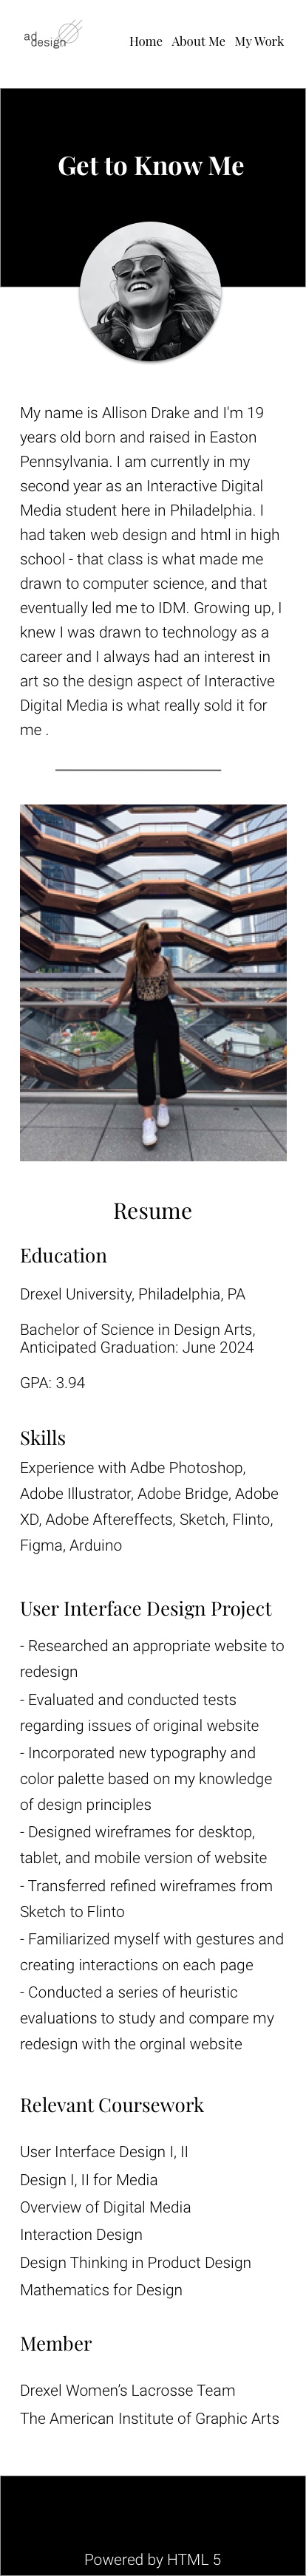 ad
design
Home About Me My Work
Get to Know Me
My name is Allison Drake and I'm 19
years old born and raised in Easton
Pennsylvania. I am currently in my
second year as an Interactive Digital
Media student here in Philadelphia. I
had taken web design and html in high
school - that class is what made me
drawn to computer science, and that
eventually led me to IDM. Growing up, I
knew I was drawn to technology as a
career and I always had an interest in
art so the design aspect of Interactive
Digital Media is what really sold it for
me .
Resume
Education
Drexel University, Philadelphia, PA
Bachelor of Science in Design Arts,
Anticipated Graduation: June 2024
GPA: 3.94
Skills
Experience with Adbe Photoshop,
Adobe Illustrator, Adobe Bridge, Adobe
XD, Adobe Aftereffects, Sketch, Flinto,
Figma, Arduino
User Interface Design Project
- Researched an appropriate website to
redesign
- Evaluated and conducted tests
regarding issues of original website
- Incorporated new typography and
color palette based on my knowledge
of design principles
- Designed wireframes for desktop,
tablet, and mobile version of website
- Transferred refined wireframes from
Sketch to Flinto
- Familiarized myself with gestures and
creating interactions on each page
- Conducted a series of heuristic
evaluations to study and compare my
redesign with the orginal website
Relevant Coursework
User Interface Design I, II
Design I, II for Media
Overview of Digital Media
Interaction Design
Design Thinking in Product Design
Mathematics for Design
Member
Drexel Women’s Lacrosse Team
The American Institute of Graphic Arts
Powered by HTML 5